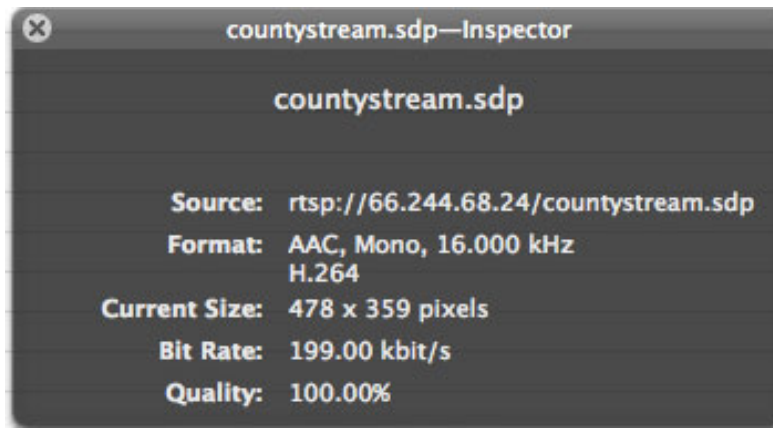 countystream.sdp—Inspector
countystream.sdp
Source: rtsp://66.244.68.24/countystream.sdp
Format: AAC, Mono, 16.000 kHz
H.264
Current Size: 478 x 359 pixels
Bit Rate: 199.00 kbit/s
Quality: 100.00%